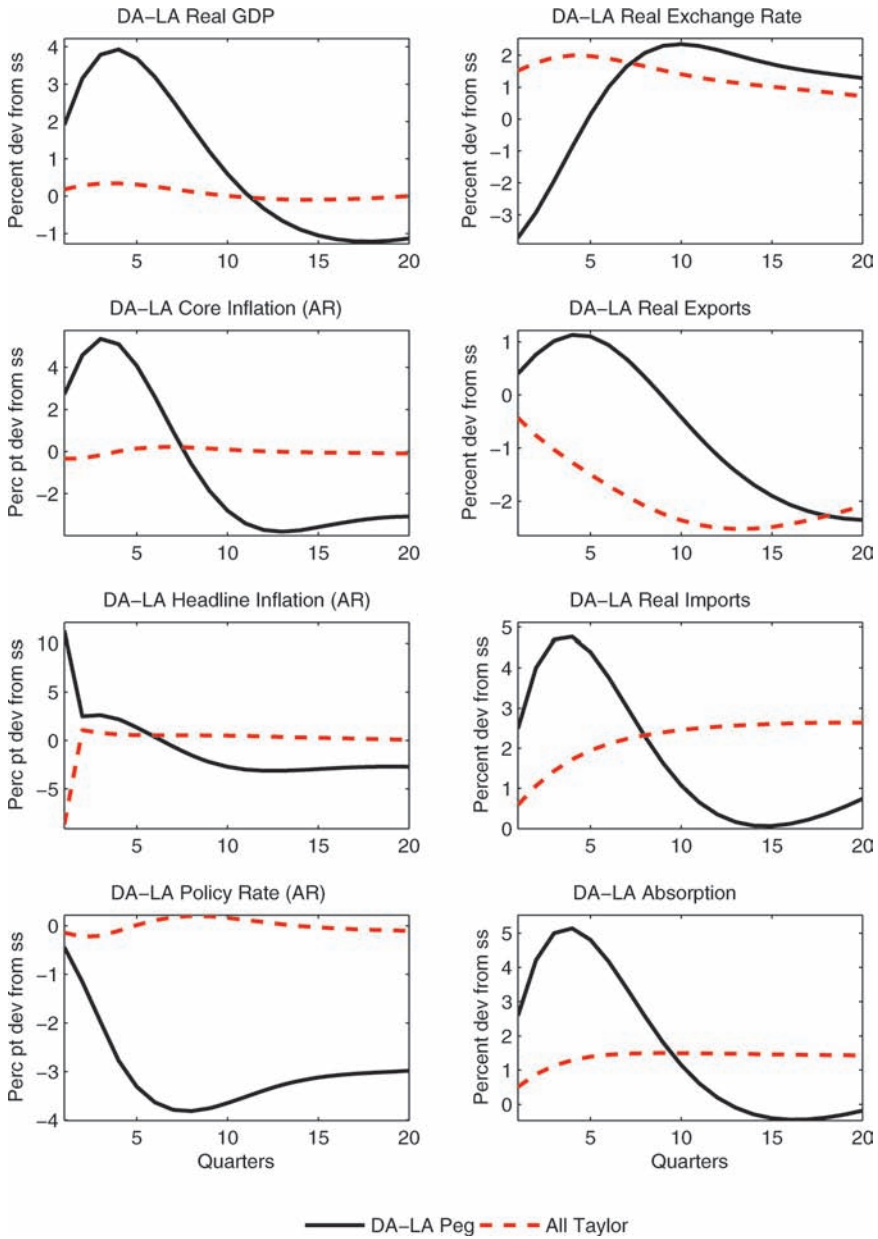 DA–LA Real GDP
Percent dev from ss
4
3
2
1
0
−1
5 10 15 20
DA–LA Real Exchange Rate
Percent dev from ss
2
1
0
−1
−2
−3
5 10 15 20
DA–LA Core Inflation (AR)
Perc pt dev from ss
4
2
0
−2
5 10 15 20
DA–LA Real Exports
Percent dev from ss
1
0
−1
−2
5 10 15 20
DA–LA Headline Inflation (AR)
Perc pt dev from ss
10
5
0
−5
5 10 15 20
DA–LA Real Imports
Percent dev from ss
5
4
3
2
1
0
5 10 15 20
DA–LA Policy Rate (AR)
Perc pt dev from ss
0
−1
−2
−3
−4
5 10 15 20
Quarters
DA–LA Absorption
Percent dev from ss
5
4
3
2
1
0
5 10 15 20
Quarters
DA–LA Peg All Taylor